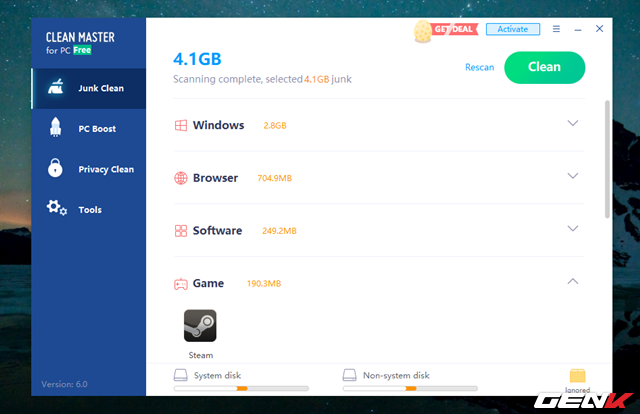 CLEAN MASTER
for PC Free
GET DEAL
Activate
4.1GB
Scanning complete, selected 4.1GB junk
Rescan
Clean
Junk Clean
PC Boost
Privacy Clean
Tools
Windows 2.8GB
Browser 704.9MB
Software 249.2MB
Game 190.3MB
Steam
System disk
Non-system disk
Ignored
Version: 6.0
GENK